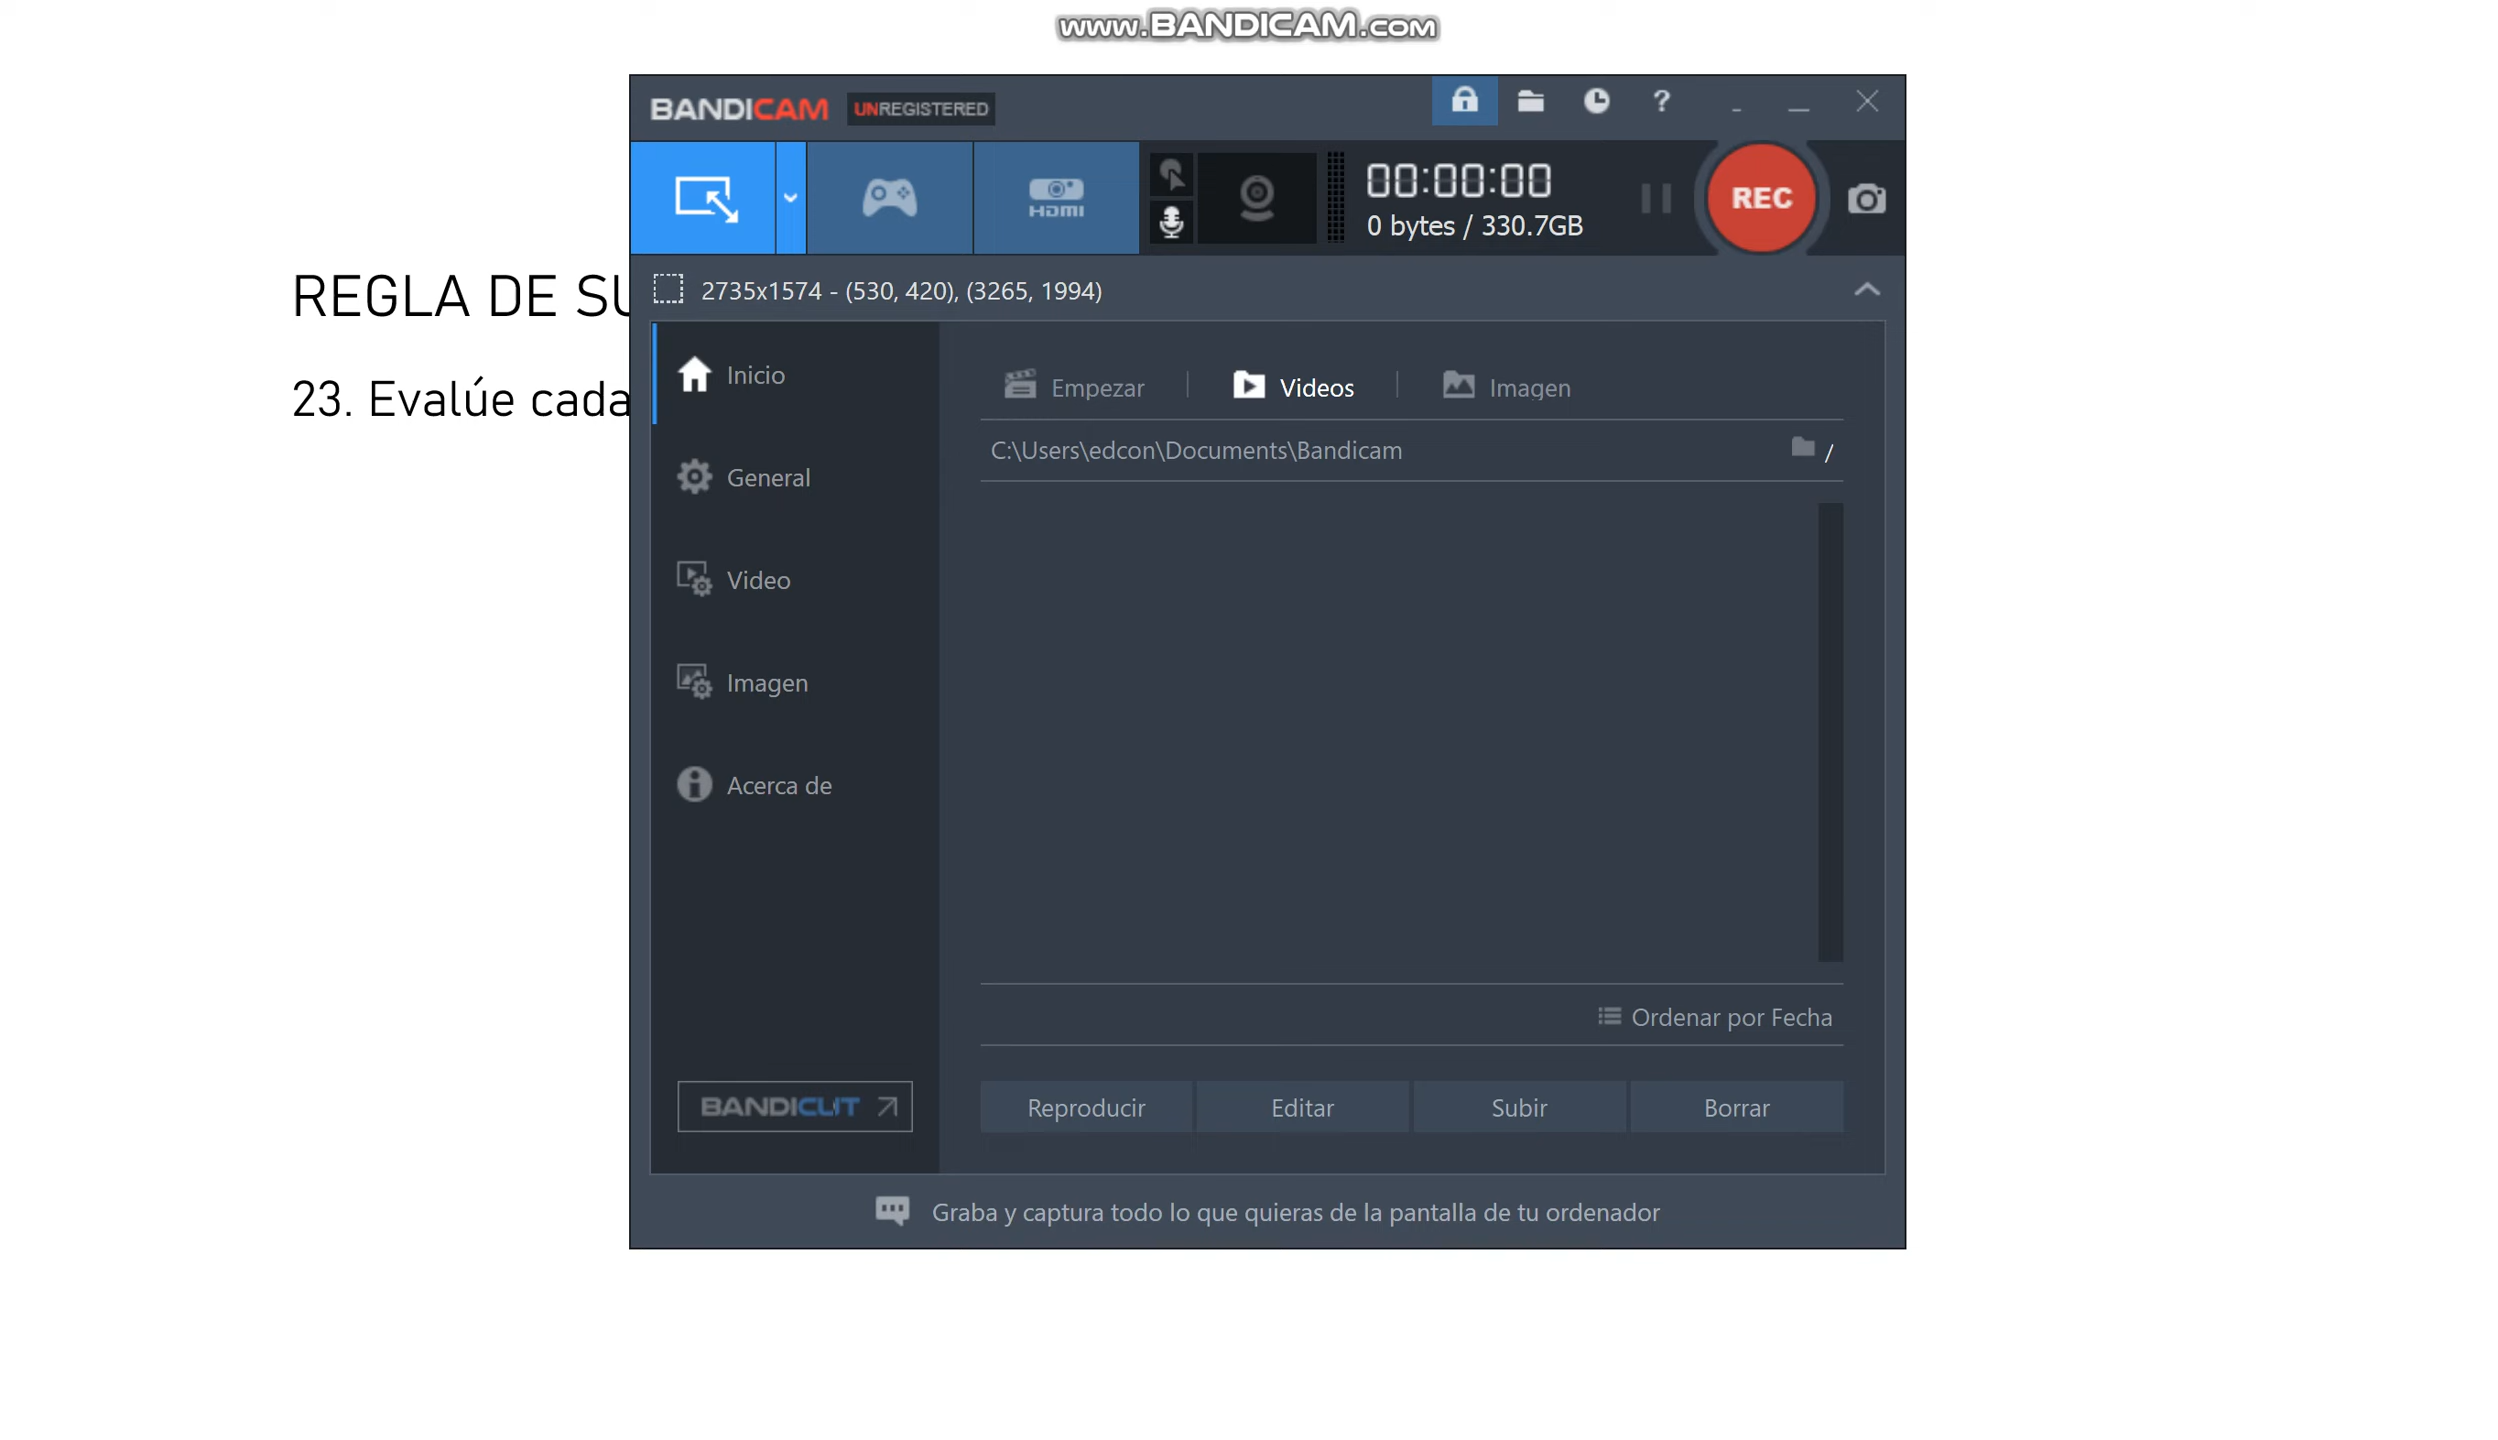 www.BANDICAM.com
BANDICAM UNREGISTERED
?
HDMI
00:00:00
0 bytes / 330.7GB
REC
REGLA DE SU
2735x1574 - (530, 420), (3265, 1994)
23. Evalúe cada
Inicio
General
Video
Imagen
Acerca de
BANDICUT
Empezar
Videos
Imagen
C:\Users\edcon\Documents\Bandicam
/
Ordenar por Fecha
Reproducir
Editar
Subir
Borrar
Graba y captura todo lo que quieras de la pantalla de tu ordenador